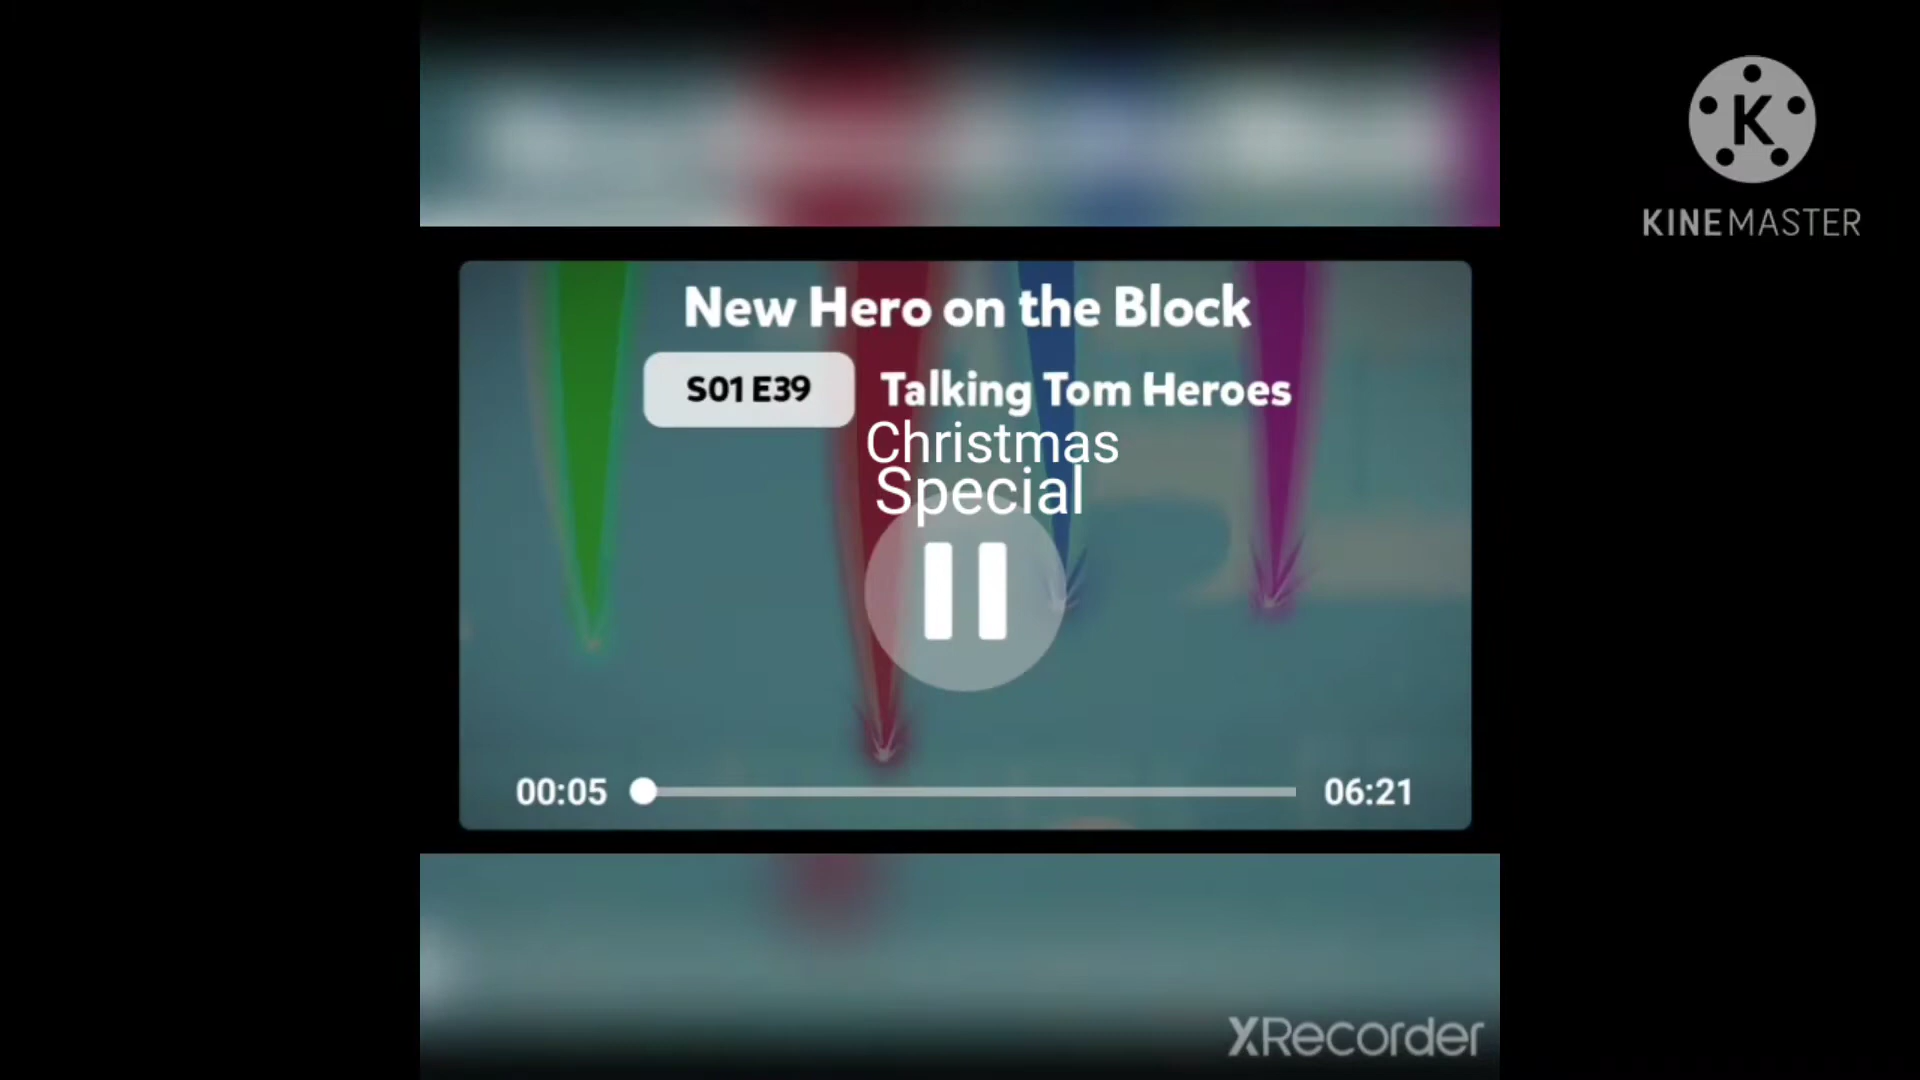 K
KINEMASTER
New Hero on the Block
S01 E39 Talking Tom Heroes
Christmas
Special
00:05 06:21
XRecorder